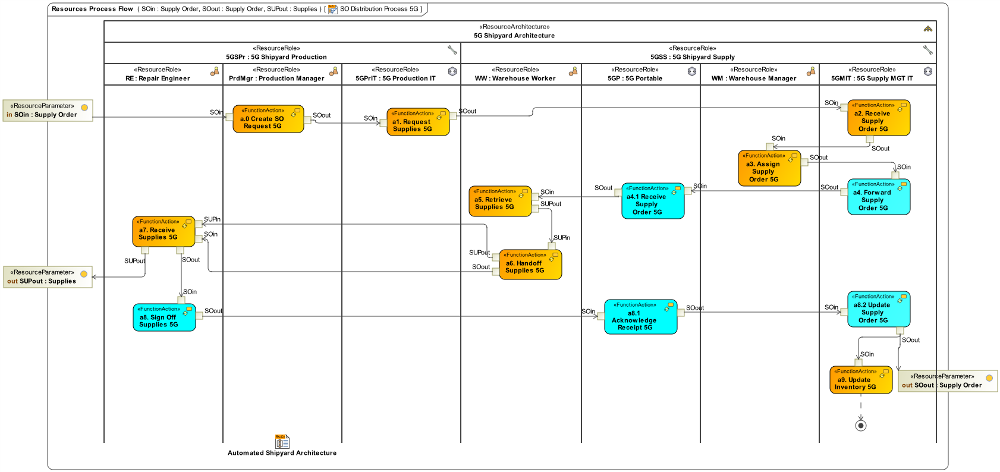 Resources Process Flow ( SOin : Supply Order, SOout : Supply Order, SUPout : Supplies ) [ SO Distribution Process 5G ]
«ResourceArchitecture»
5G Shipyard Architecture
«ResourceRole»
5GSPr : 5G Shipyard Production
«ResourceRole»
5GSS : 5G Shipyard Supply
«ResourceRole»
RE : Repair Engineer
«ResourceRole»
PrdMgr : Production Manager
«ResourceRole»
5GPrIT : 5G Production IT
«ResourceRole»
WW : Warehouse Worker
«ResourceRole»
5GP : 5G Portable
«ResourceRole»
WM : Warehouse Manager
«ResourceRole»
5GMIT : 5G Supply MGT IT
«ResourceParameter»
in SOin : Supply Order
SOin
«FunctionAction»
a.0 Create SO
Request 5G
SOout
SOin
«FunctionAction»
a1. Request
Supplies 5G
SOout
SOin
«FunctionAction»
a2. Receive
Supply
Order 5G
SOout
SOin
«FunctionAction»
a3. Assign
Supply
Order 5G
SOout
SOin
«FunctionAction»
a4. Forward
Supply
Order 5G
SOout
SOin
«FunctionAction»
a4.1 Receive
Supply
Order 5G
SOout
SOin
«FunctionAction»
a5. Retrieve
Supplies 5G
SUPout
SUPin
«FunctionAction»
a6. Handoff
Supplies 5G
SUPout
SOout
SUPin
SOin
«FunctionAction»
a7. Receive
Supplies 5G
SUPout
SOout
«ResourceParameter»
out SUPout : Supplies
SOin
«FunctionAction»
a8. Sign Off
Supplies 5G
SOout
SOin
«FunctionAction»
a8.1
Acknowledge
Receipt 5G
SOout
SOin
«FunctionAction»
a8.2 Update
Supply
Order 5G
SOout
SOin
«FunctionAction»
a9. Update
Inventory 5G
«ResourceParameter»
out SOout : Supply Order
Automated Shipyard Architecture